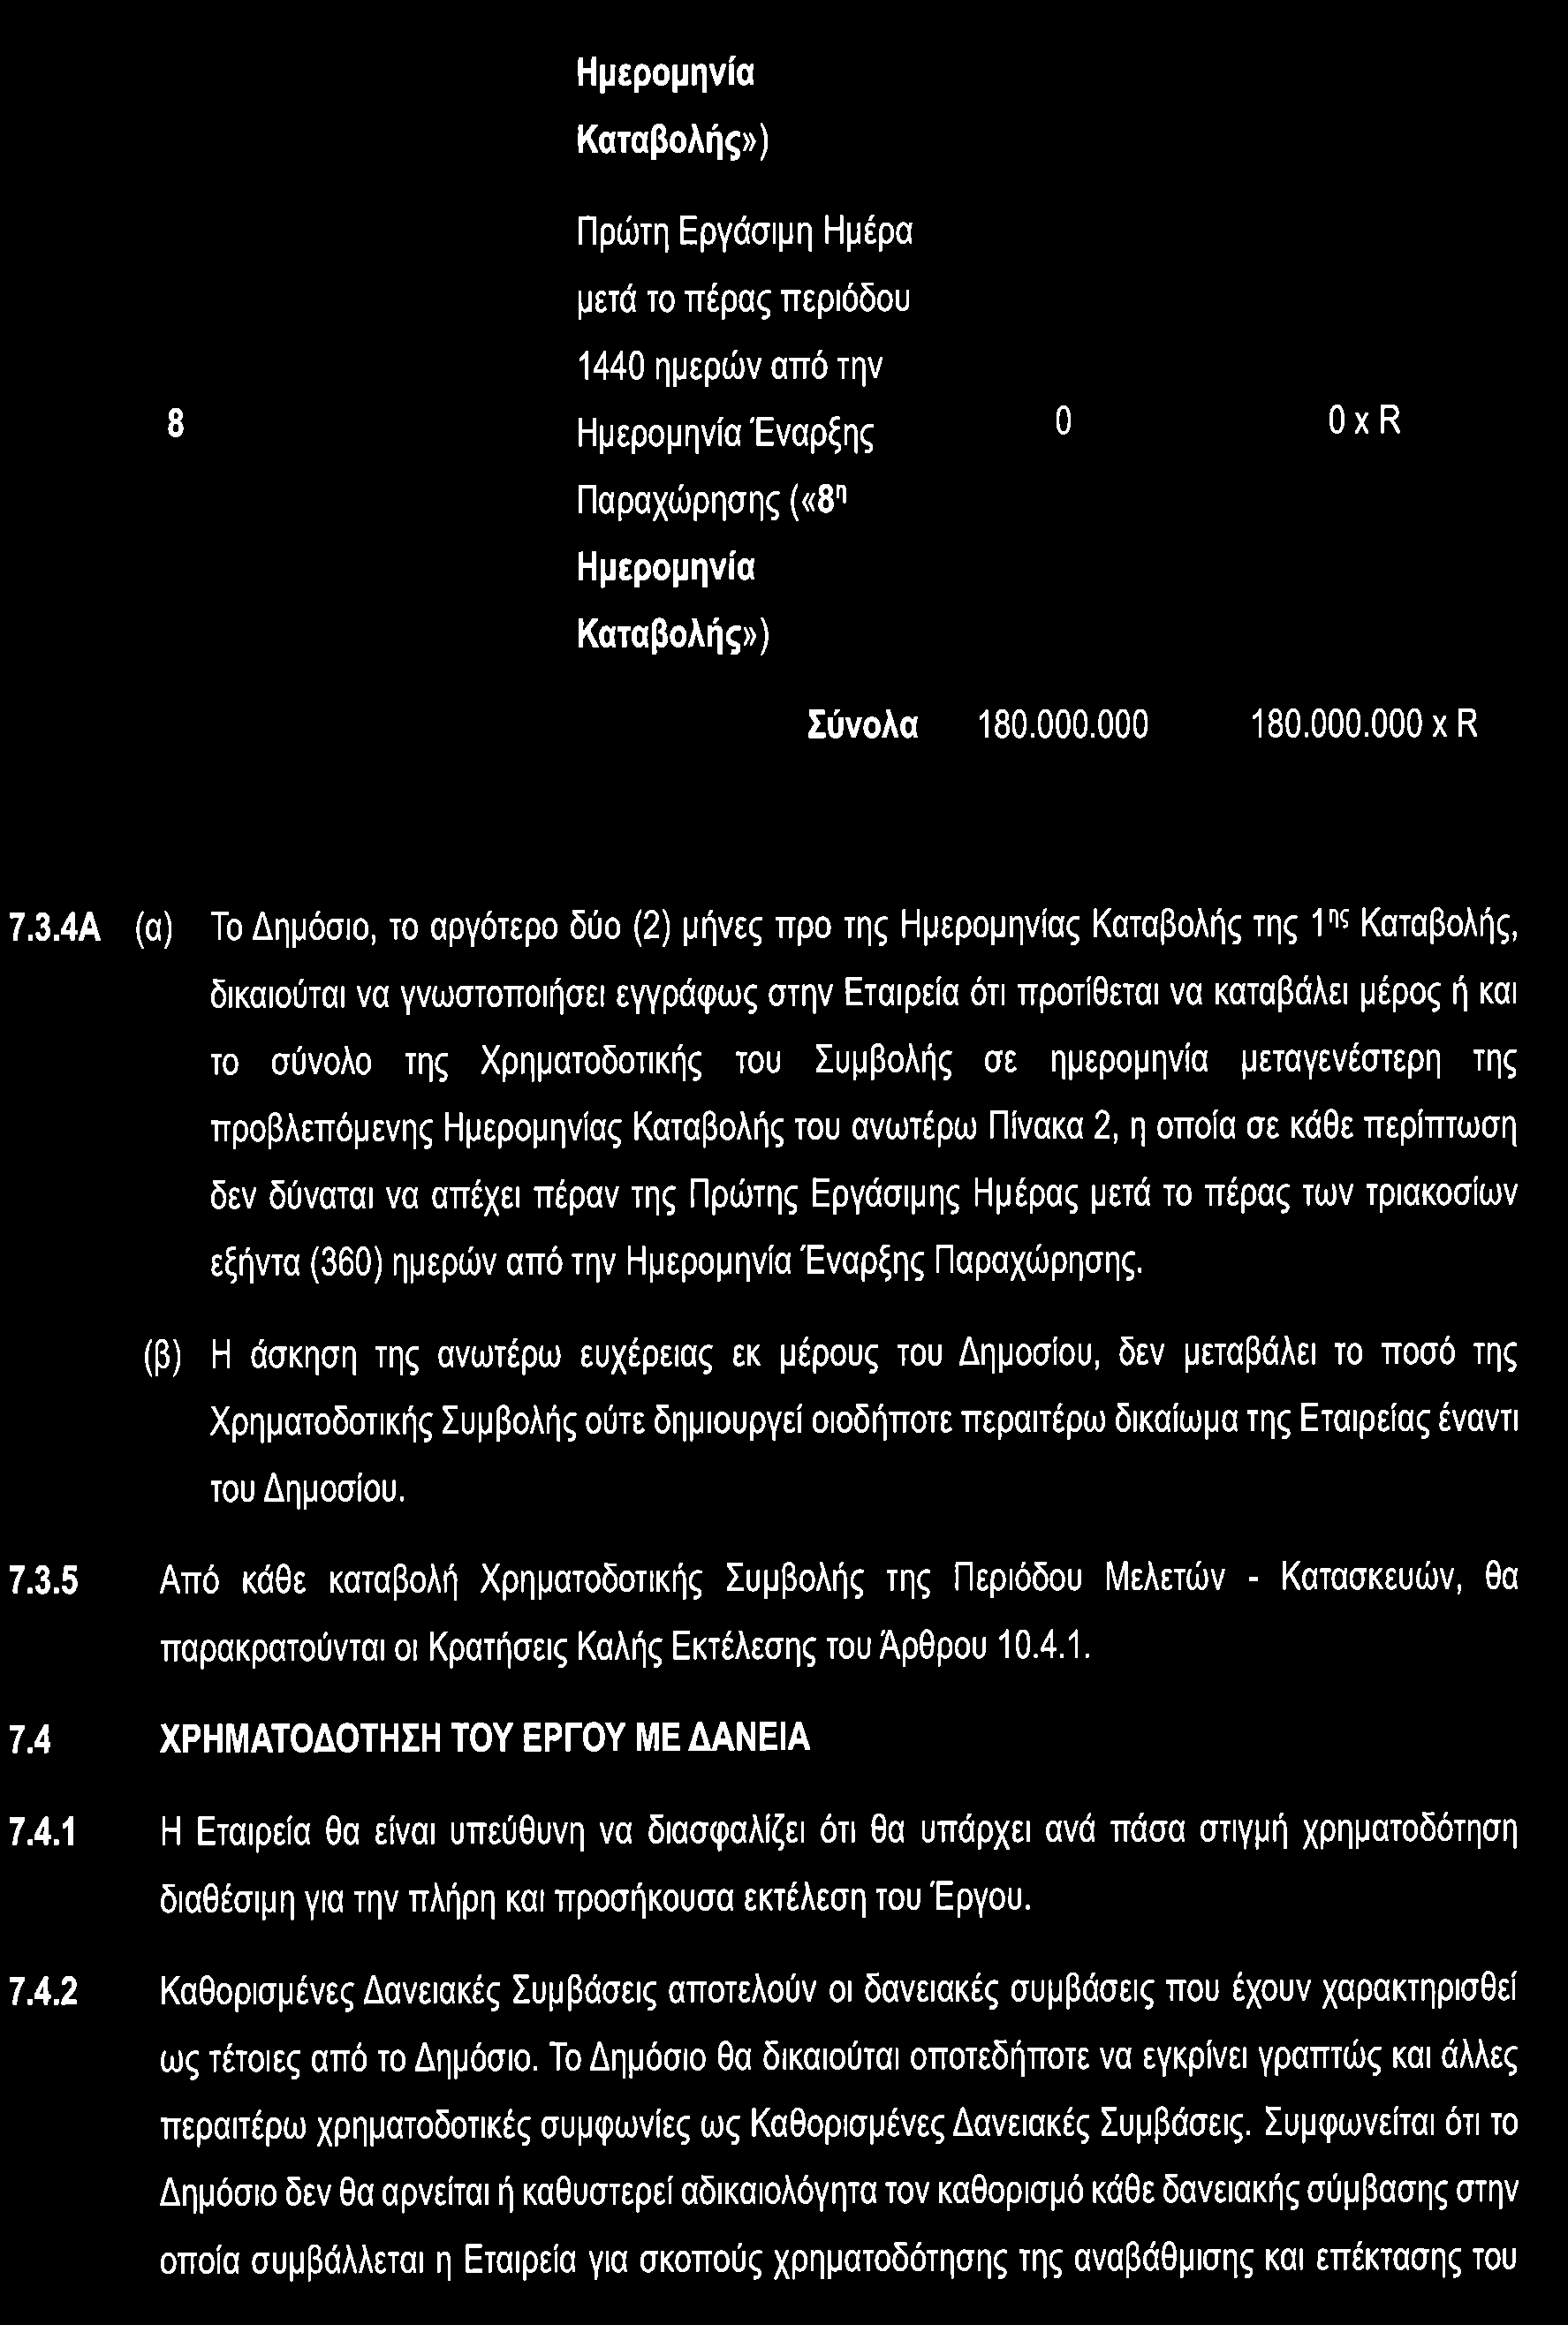 Ημερομηνία
Καταβολής»)
Πρώτη Εργάσιμη Ημέρα
μετά το πέρας περιόδου
1440 ημερών από την
8 Ημερομηνία Έναρξης 0 0 x R
Παραχώρησης («8η
Ημερομηνία
Καταβολής»)
Σύνολα 180.000.000 180.000.000 x R
7.3.4Α (α) Το Δημόσιο, το αργότερο δύο (2) μήνες προ της Ημερομηνίας Καταβολής της 1ης Καταβολής,
δικαιούται να γνωστοποιήσει εγγράφως στην Εταιρεία ότι προτίθεται να καταβάλει μέρος ή και
το σύνολο της Χρηματοδοτικής του Συμβολής σε ημερομηνία μεταγενέστερη της
προβλεπόμενης Ημερομηνίας Καταβολής του ανωτέρω Πίνακα 2, η οποία σε κάθε περίπτωση
δεν δύναται να απέχει πέραν της Πρώτης Εργάσιμης Ημέρας μετά το πέρας των τριακοσίων
εξήντα (360) ημερών από την Ημερομηνία Έναρξης Παραχώρησης.
(β) Η άσκηση της ανωτέρω ευχέρειας εκ μέρους του Δημοσίου, δεν μεταβάλει το ποσό της
Χρηματοδοτικής Συμβολής ούτε δημιουργεί οιοδήποτε περαιτέρω δικαίωμα της Εταιρείας έναντι
του Δημοσίου.
7.3.5 Από κάθε καταβολή Χρηματοδοτικής Συμβολής της Περιόδου Μελετών - Κατασκευών, θα
παρακρατούνται οι Κρατήσεις Καλής Εκτέλεσης του Άρθρου 10.4.1.
7.4 ΧΡΗΜΑΤΟΔΟΤΗΣΗ ΤΟΥ ΕΡΓΟΥ ΜΕ ΔΑΝΕΙΑ
7.4.1 Η Εταιρεία θα είναι υπεύθυνη να διασφαλίζει ότι θα υπάρχει ανά πάσα στιγμή χρηματοδότηση
διαθέσιμη για την πλήρη και προσήκουσα εκτέλεση του Έργου.
7.4.2 Καθορισμένες Δανειακές Συμβάσεις αποτελούν οι δανειακές συμβάσεις που έχουν χαρακτηρισθεί
ως τέτοιες από το Δημόσιο. Το Δημόσιο θα δικαιούται οποτεδήποτε να εγκρίνει γραπτώς και άλλες
περαιτέρω χρηματοδοτικές συμφωνίες ως Καθορισμένες Δανειακές Συμβάσεις. Συμφωνείται ότι το
Δημόσιο δεν θα αρνείται ή καθυστερεί αδικαιολόγητα τον καθορισμό κάθε δανειακής σύμβασης στην
οποία συμβάλλεται η Εταιρεία για σκοπούς χρηματοδότησης της αναβάθμισης και επέκτασης του